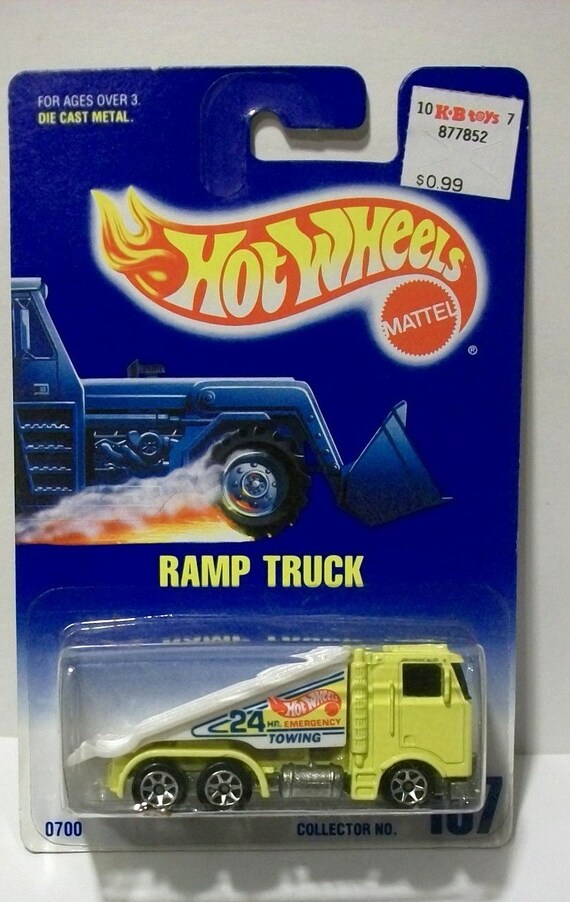 FOR AGES OVER 3.
DIE CAST METAL.
10 K·B toys 7
877852
$0.99
HOT WHEELS
MATTEL
®
RAMP TRUCK
HOT WHEELS
24 HR. EMERGENCY
TOWING
0700
COLLECTOR NO.